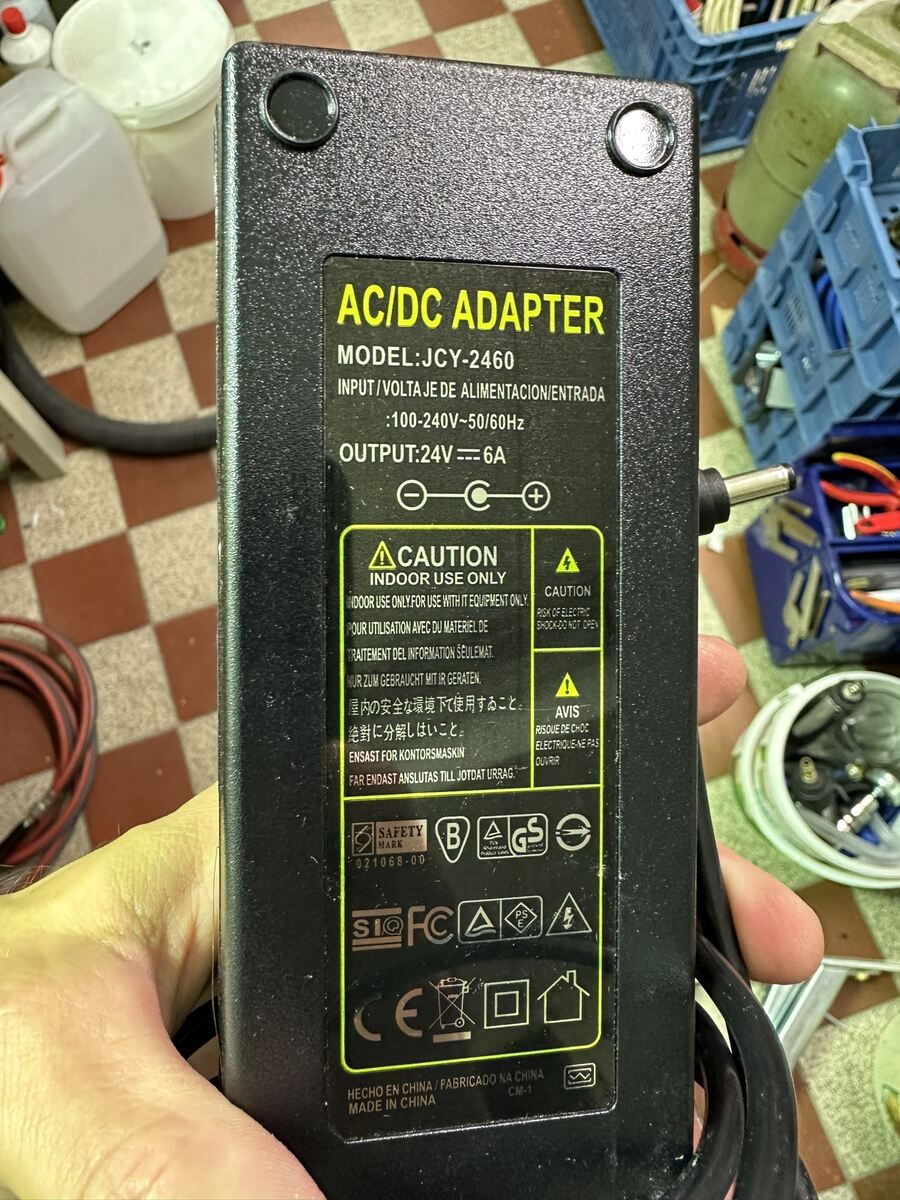 AC/DC ADAPTER
MODEL:JCY-2460
INPUT/VOLTAJE DE ALIMENTACION/ENTRADA
:100-240V~50/60Hz
OUTPUT:24V⎓6A
CAUTION
INDOOR USE ONLY
INDOOR USE ONLY.FOR USE WITH IT EQUIPMENT ONLY.
POUR UTILISATION AVEC DU MATERIEL DE
TRAITEMENT DEL INFORMATION SEULEMAT.
NUR ZUM GEBRAUCHT MIT IR GERATEN.
屋内の安全な環境下て使用すること。
絶對に分解しはいこと。
ENSAST FOR KONTORSMASKIN
FAR ENDAST ANSLUTAS TILL JOTDAT URRAG.
CAUTION
RISK OF ELECTRIC
SHOCK-DO NOT OPEN
AVIS
RISQUE DE CHOC
ELECTRIQUE-NE PAS
OUVRIR
SAFETY
MARK
021068-00
B
GS
SIQ
FC
PS
E
CE
HECHO EN CHINA / FABRICADO NA CHINA
MADE IN CHINA
CM-1